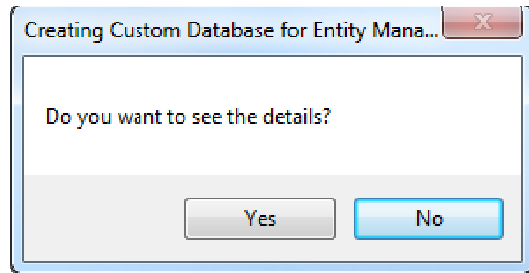 Creating Custom Database for Entity Mana...
Do you want to see the details?
Yes
No